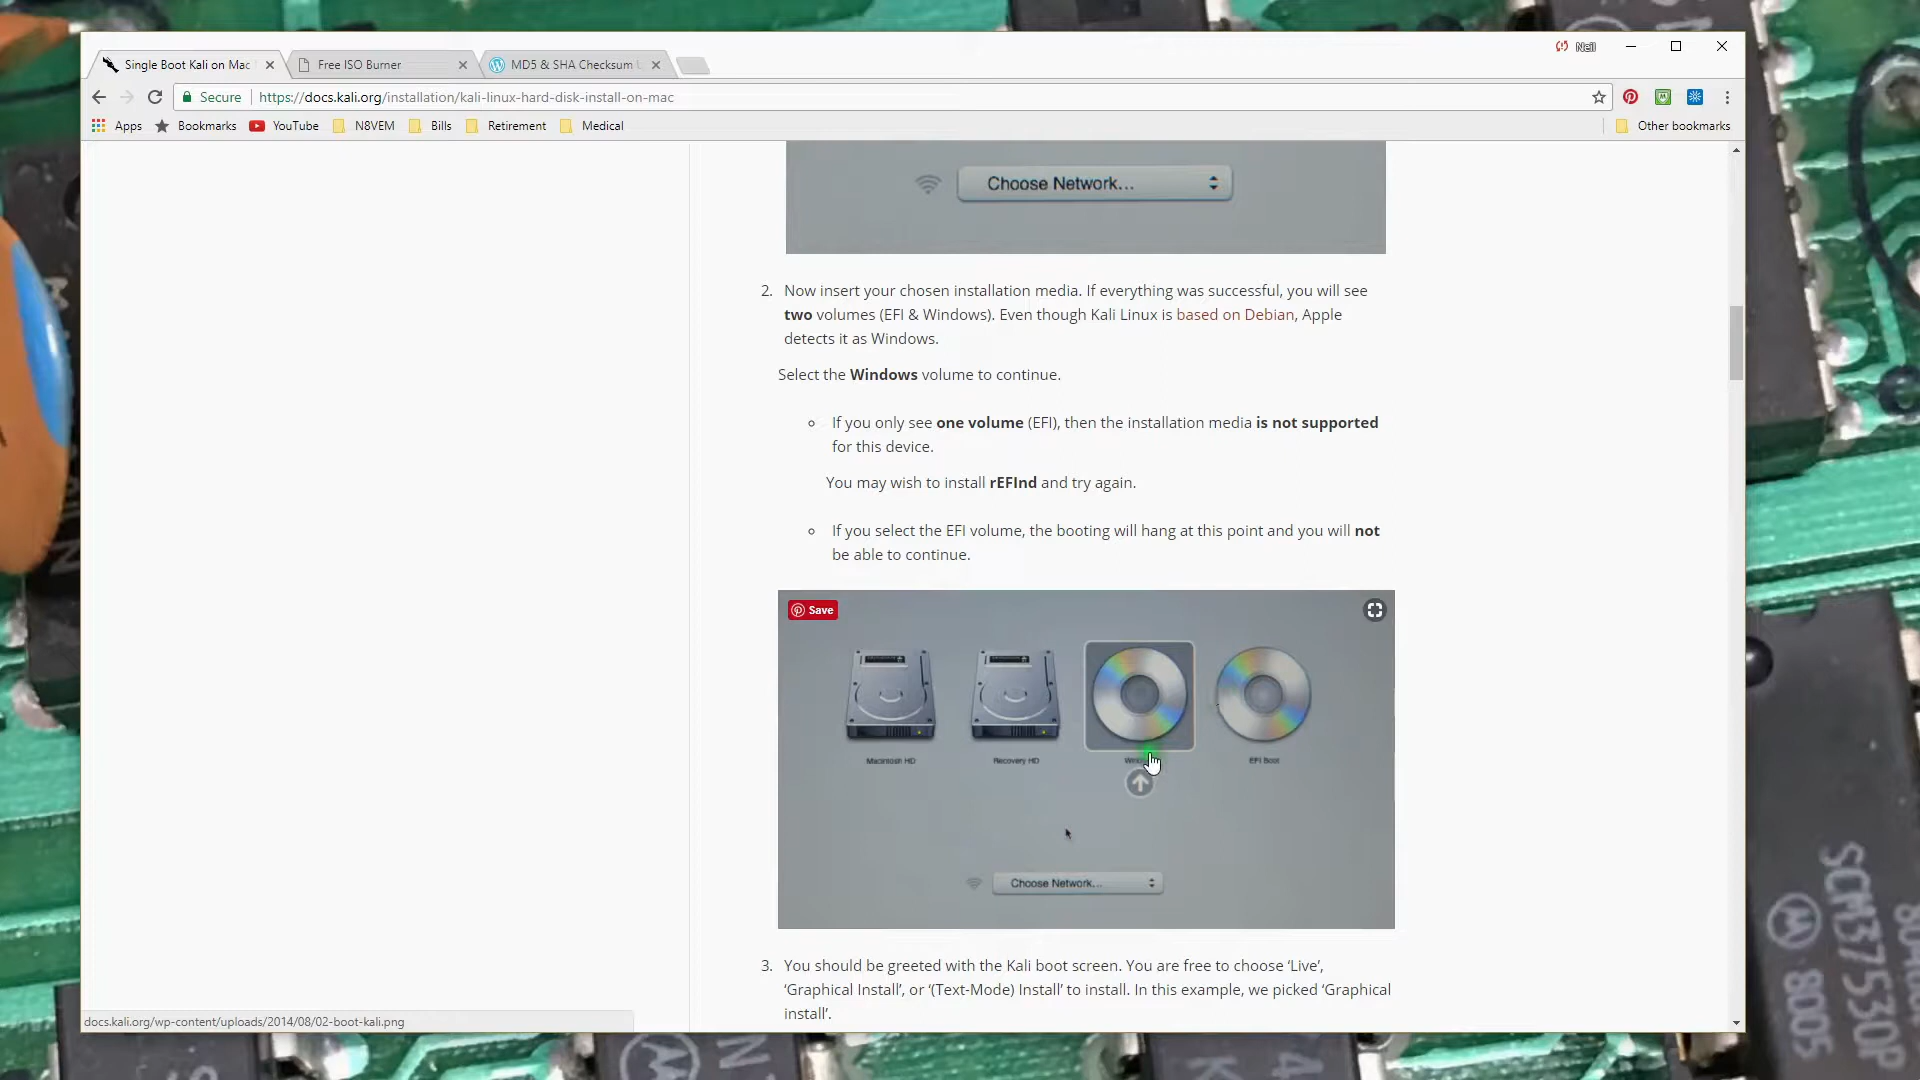 Single Boot Kali on Mac
Free ISO Burner
MD5 & SHA Checksum
Neil
Secure
https://docs.kali.org/installation/kali-linux-hard-disk-install-on-mac
Apps
Bookmarks
YouTube
N8VEM
Bills
Retirement
Medical
Other bookmarks
Choose Network...
2. Now insert your chosen installation media. If everything was successful, you will see
two volumes (EFI & Windows). Even though Kali Linux is based on Debian, Apple
detects it as Windows.
Select the Windows volume to continue.
If you only see one volume (EFI), then the installation media is not supported
for this device.
You may wish to install rEFInd and try again.
If you select the EFI volume, the booting will hang at this point and you will not
be able to continue.
Save
Macintosh HD
Recovery HD
EFI Boot
Choose Network...
3. You should be greeted with the Kali boot screen. You are free to choose ‘Live’,
‘Graphical Install’, or ‘(Text-Mode) Install’ to install. In this example, we picked ‘Graphical
install’.
docs.kali.org/wp-content/uploads/2014/08/02-boot-kali.png
SCM37530P
8005